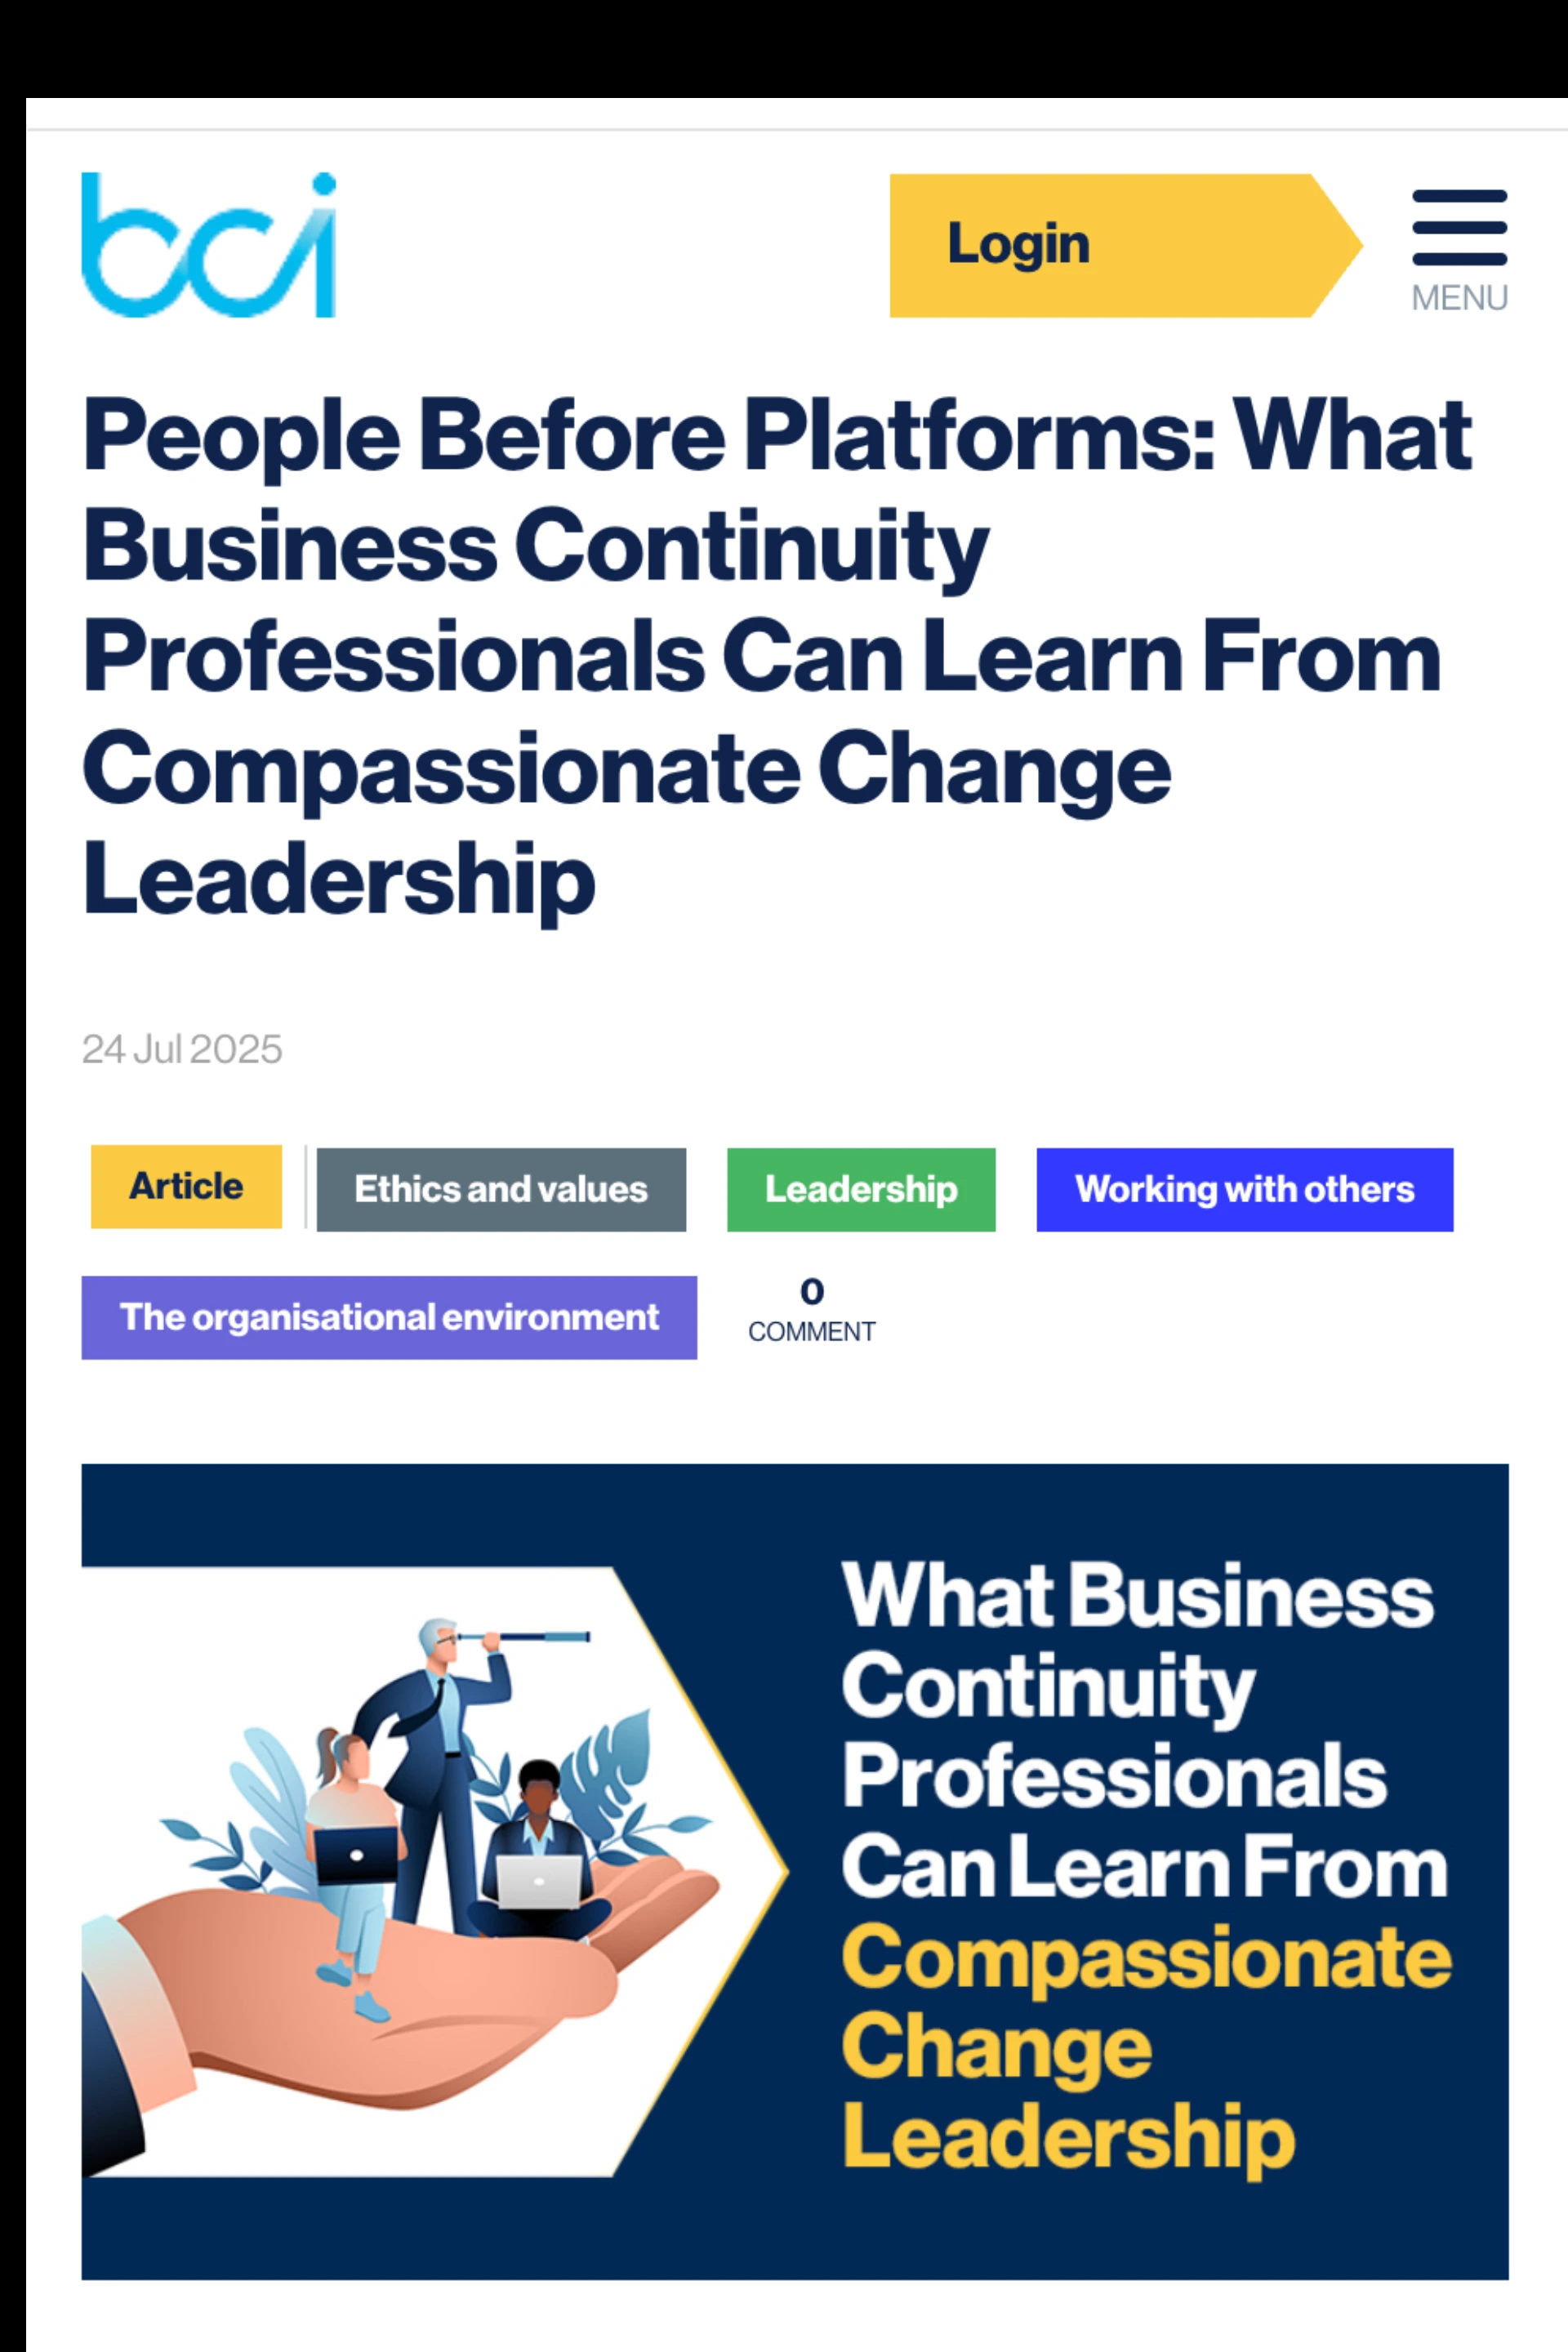 bci
Login
MENU
People Before Platforms: What
Business Continuity
Professionals Can Learn From
Compassionate Change
Leadership
24 Jul 2025
Article
Ethics and values
Leadership
Working with others
The organisational environment
0
COMMENT
What Business
Continuity
Professionals
Can Learn From
Compassionate
Change
Leadership